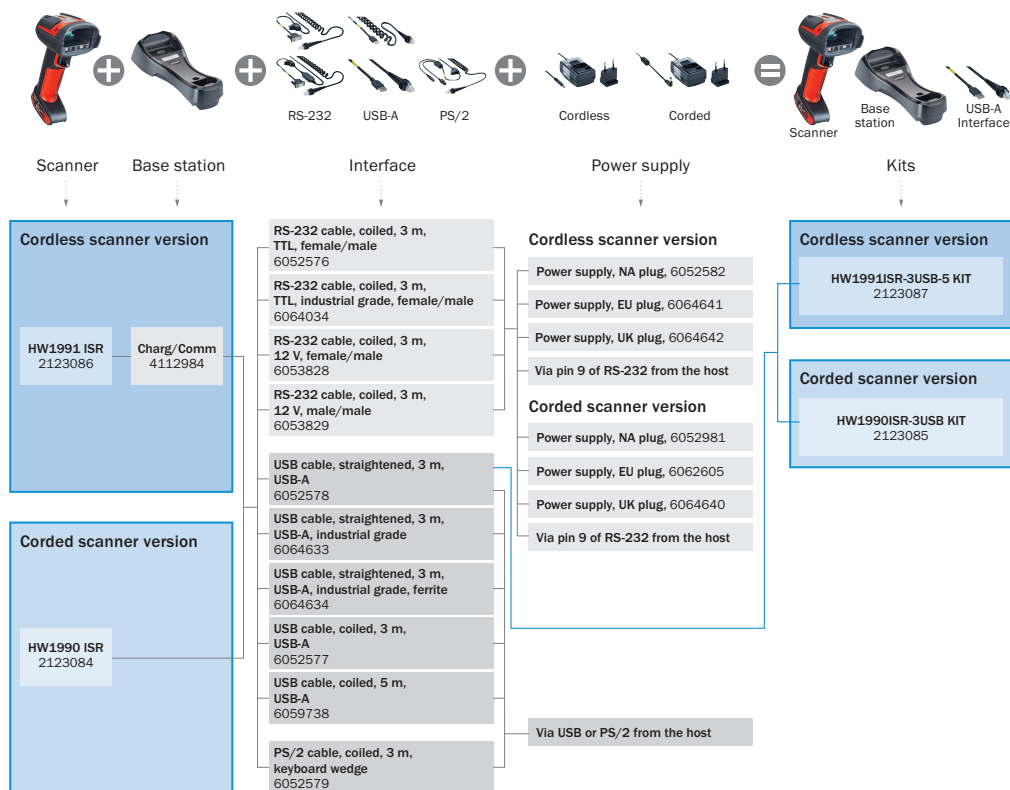 RS-232
USB-A
PS/2
Cordless
Corded
Scanner
Base
station
USB-A
Interface
Scanner
Base station
Interface
Power supply
Kits
Cordless scanner version
HW1991 ISR
2123086
Charg/Comm
4112984
Corded scanner version
HW1990 ISR
2123084
RS-232 cable, coiled, 3 m,
TTL, female/male
6052576
RS-232 cable, coiled, 3 m,
TTL, industrial grade, female/male
6064034
RS-232 cable, coiled, 3 m,
12 V, female/male
6053828
RS-232 cable, coiled, 3 m,
12 V, male/male
6053829
USB cable, straightened, 3 m,
USB-A
6052578
USB cable, straightened, 3 m,
USB-A, industrial grade
6064633
USB cable, straightened, 3 m,
USB-A, industrial grade, ferrite
6064634
USB cable, coiled, 3 m,
USB-A
6052577
USB cable, coiled, 5 m,
USB-A
6059738
PS/2 cable, coiled, 3 m,
keyboard wedge
6052579
Cordless scanner version
Power supply, NA plug, 6052582
Power supply, EU plug, 6064641
Power supply, UK plug, 6064642
Via pin 9 of RS-232 from the host
Corded scanner version
Power supply, NA plug, 6052981
Power supply, EU plug, 6062605
Power supply, UK plug, 6064640
Via pin 9 of RS-232 from the host
Via USB or PS/2 from the host
Cordless scanner version
HW1991ISR-3USB-5 KIT
2123087
Corded scanner version
HW1990ISR-3USB KIT
2123085